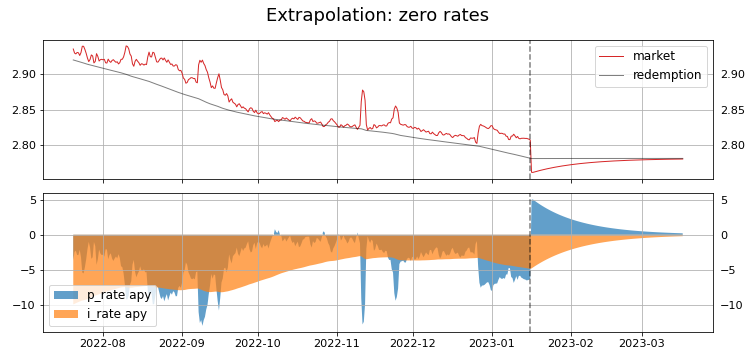 Extrapolation: zero rates
2.90
2.85
2.80
market
redemption
2.90
2.85
2.80
5
0
−5
−10
p_rate apy
i_rate apy
5
0
−5
−10
2022-08 2022-09 2022-10 2022-11 2022-12 2023-01 2023-02 2023-03